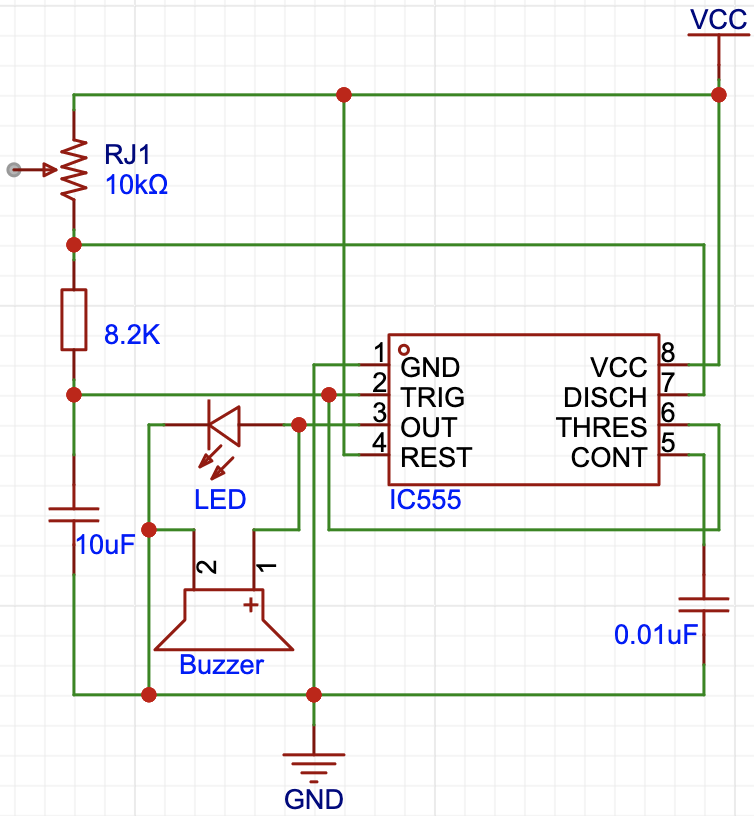 VCC
RJ1
10kΩ
8.2K
1 GND VCC 8
2 TRIG DISCH 7
3 OUT THRES 6
4 REST CONT 5
LED
IC555
10uF
2 1
+
0.01uF
Buzzer
GND